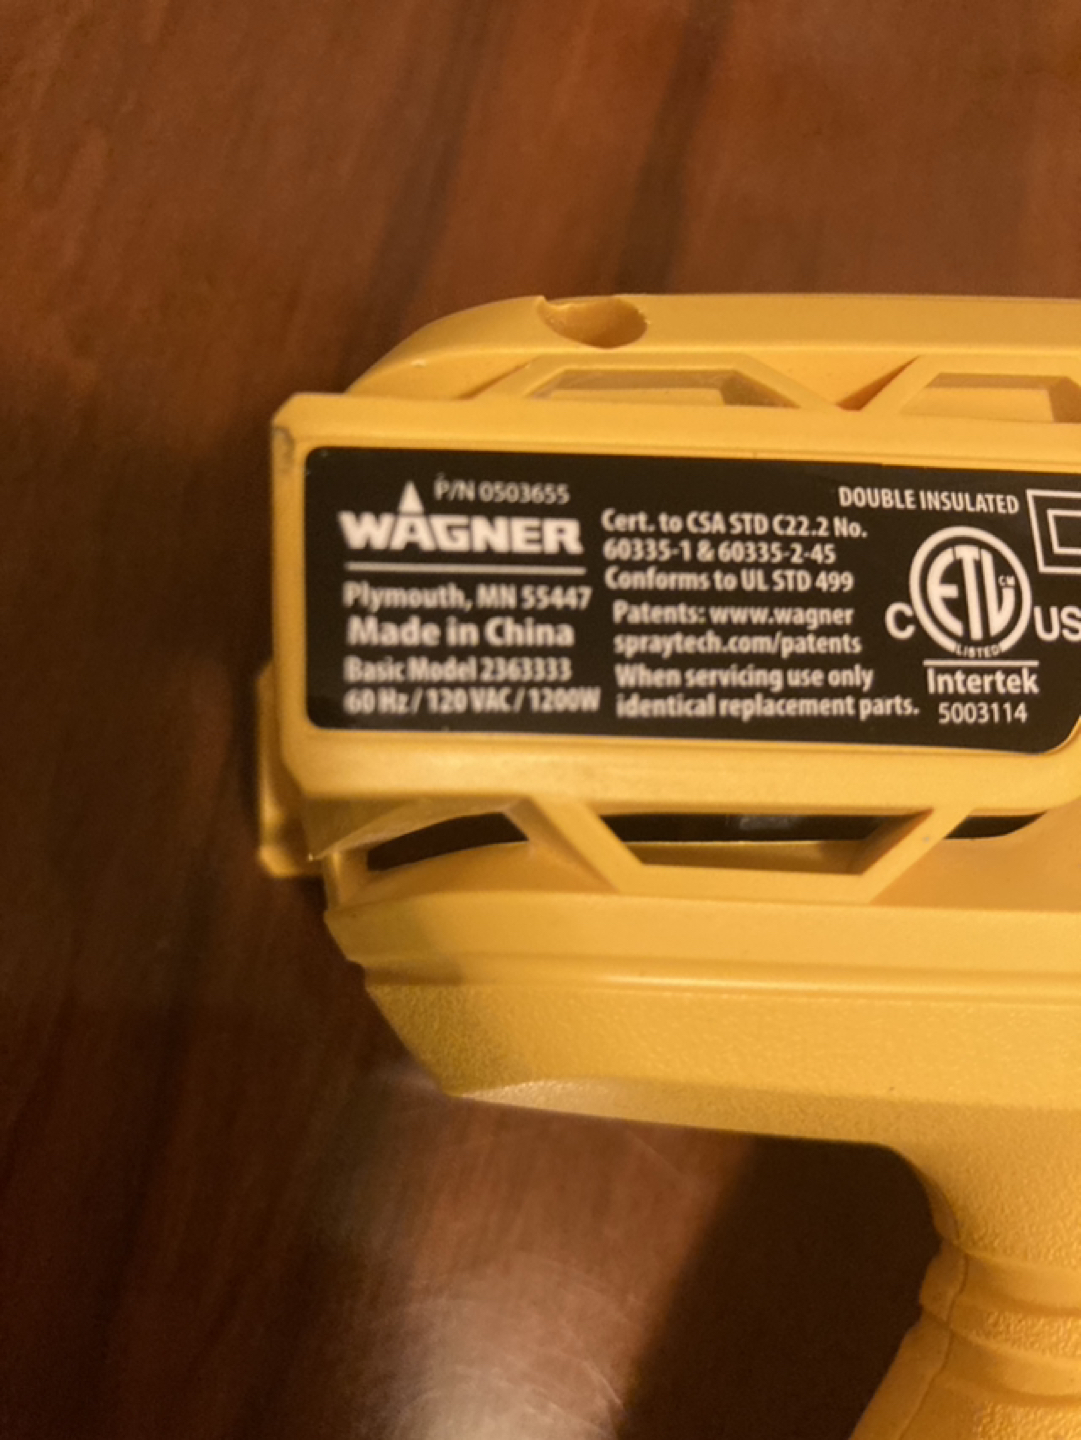 P/N 0503655
WAGNER
Plymouth, MN 55447
Made in China
Basic Model 2363333
60 Hz / 120 VAC / 1200W
Cert. to CSA STD C22.2 No.
60335-1 & 60335-2-45
Conforms to UL STD 499
Patents: www.wagner
spraytech.com/patents
When servicing use only
identical replacement parts.
DOUBLE INSULATED
C ETL CM US
LISTED
Intertek
5003114